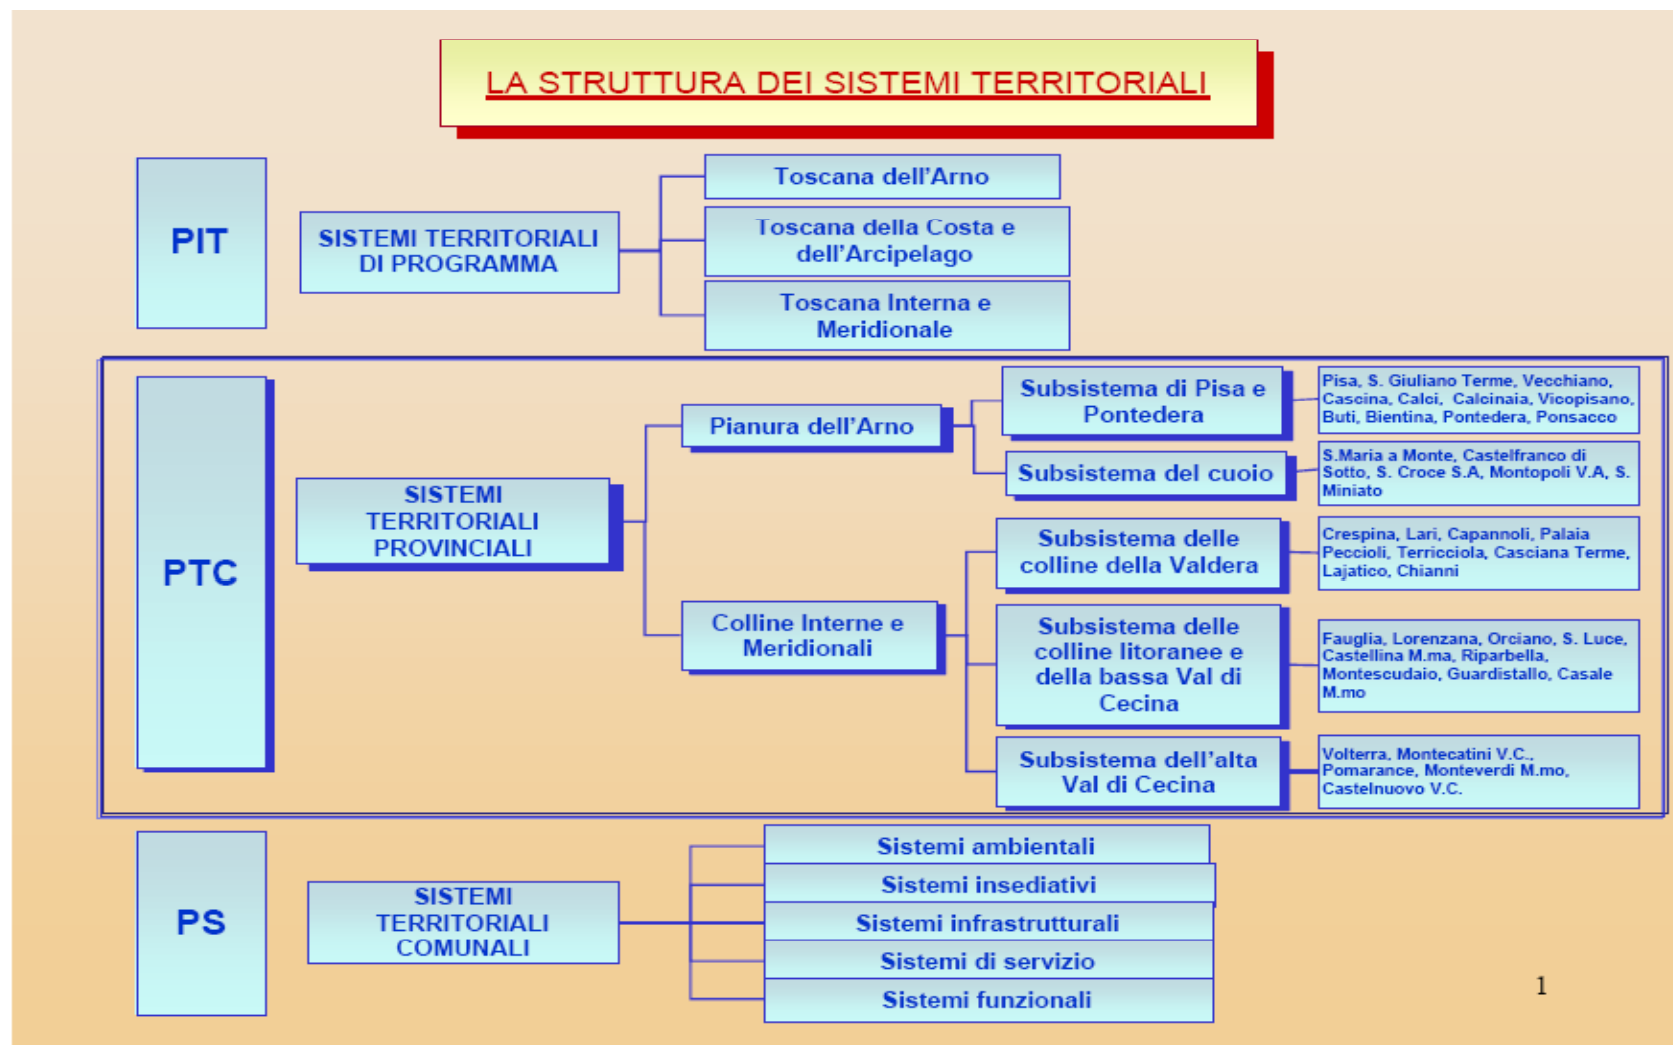 LA STRUTTURA DEI SISTEMI TERRITORIALI
PIT
SISTEMI TERRITORIALI
DI PROGRAMMA
Toscana dell'Arno
Toscana della Costa e
dell'Arcipelago
Toscana Interna e
Meridionale
PTC
SISTEMI
TERRITORIALI
PROVINCIALI
Pianura dell'Arno
Subsistema di Pisa e
Pontedera
Pisa, S. Giuliano Terme, Vecchiano,
Cascina, Calci, Calcinaia, Vicopisano,
Buti, Bientina, Pontedera, Ponsacco
Subsistema del cuoio
S.Maria a Monte, Castelfranco di
Sotto, S. Croce S.A, Montopoli V.A, S.
Miniato
Colline Interne e
Meridionali
Subsistema delle
colline della Valdera
Crespina, Lari, Capannoli, Palaia
Peccioli, Terricciola, Casciana Terme,
Lajatico, Chianni
Subsistema delle
colline litoranee e
della bassa Val di
Cecina
Fauglia, Lorenzana, Orciano, S. Luce,
Castellina M.ma, Riparbella,
Montescudaio, Guardistallo, Casale
M.mo
Subsistema dell'alta
Val di Cecina
Volterra, Montecatini V.C.,
Pomarance, Monteverdi M.mo,
Castelnuovo V.C.
PS
SISTEMI
TERRITORIALI
COMUNALI
Sistemi ambientali
Sistemi insediativi
Sistemi infrastrutturali
Sistemi di servizio
Sistemi funzionali
1